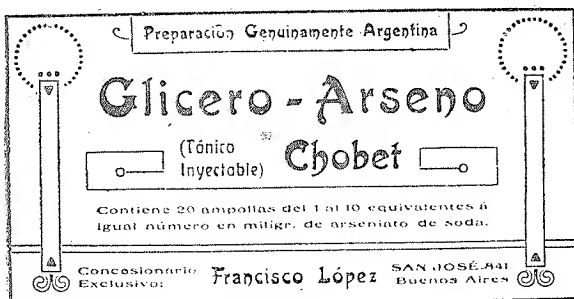 Preparación Genuinamente Argentina
Glicero-Arseno
(Tónico
Inyectable) Chobet
Contiene 20 ampollas del 1 al 10 equivalentes á
igual número en miligr. de arseniato de soda.
Concesionario
Exclusivo: Francisco López SAN JOSÉ 841
Buenos Aires